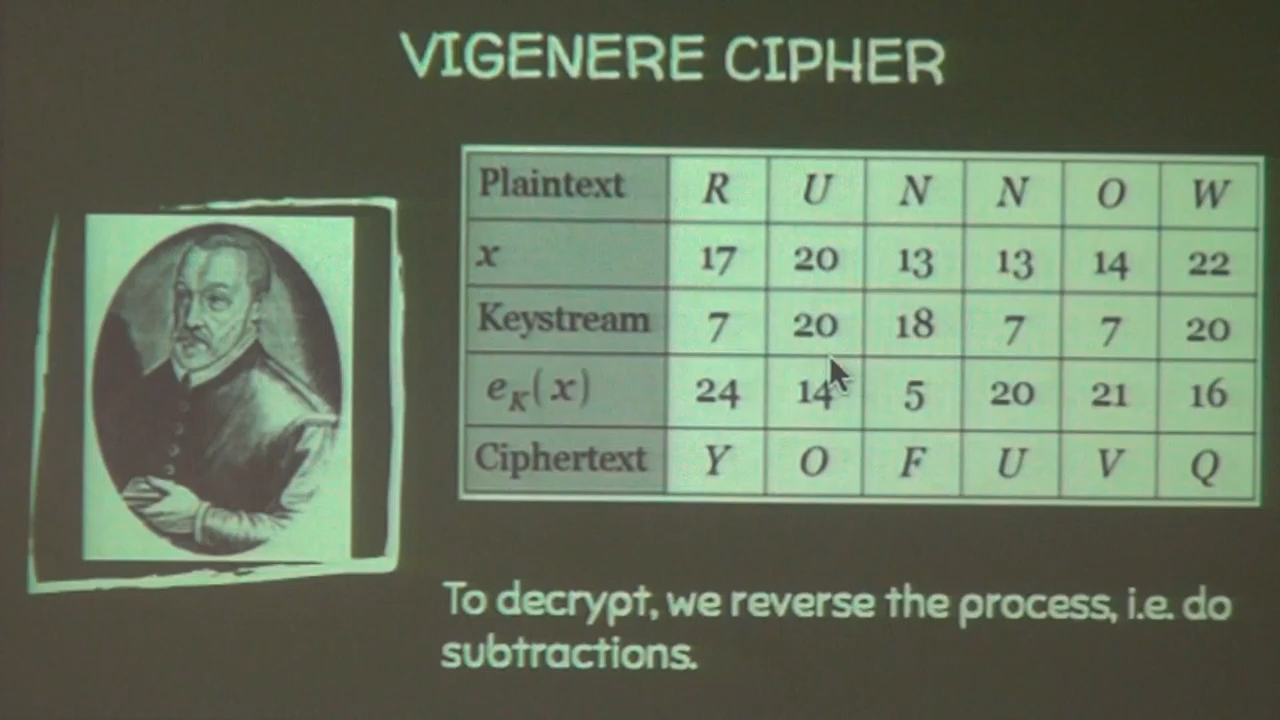 VIGENERE CIPHER
Plaintext R U N N O W
x 17 20 13 13 14 22
Keystream 7 20 18 7 7 20
e_K(x) 24 14 5 20 21 16
Ciphertext Y O F U V Q
To decrypt, we reverse the process, i.e. do
subtractions.